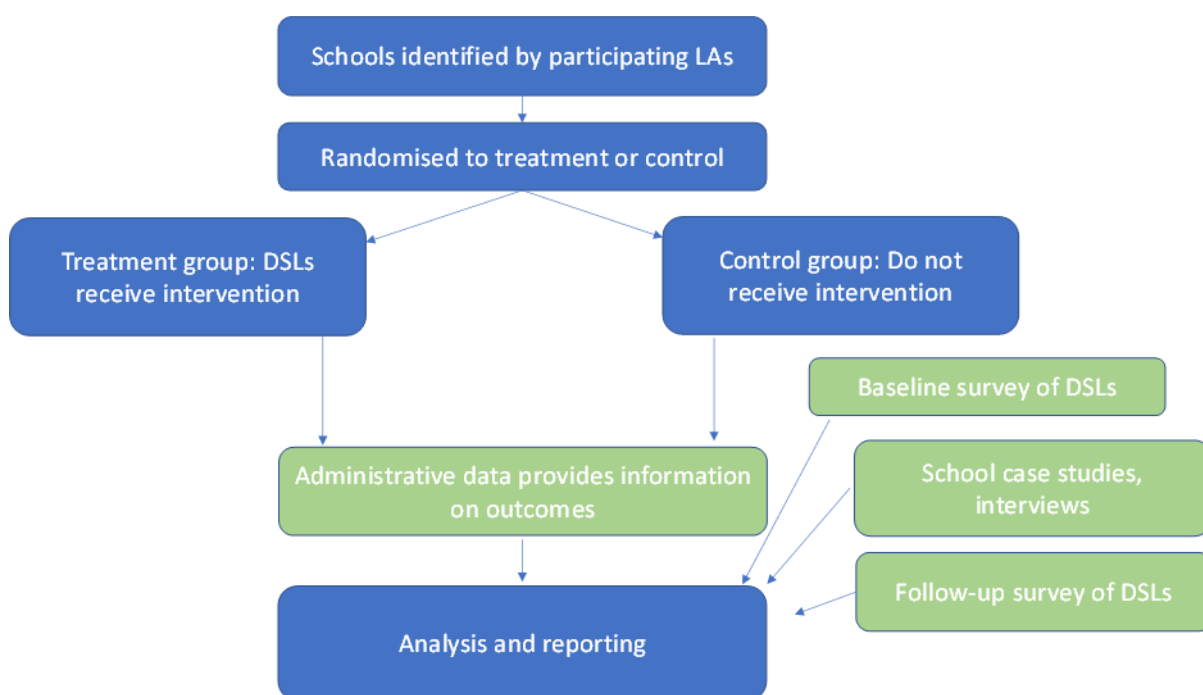 Schools identified by participating LAs
Randomised to treatment or control
Treatment group: DSLs
receive intervention
Control group: Do not
receive intervention
Baseline survey of DSLs
Administrative data provides information
on outcomes
School case studies,
interviews
Follow-up survey of DSLs
Analysis and reporting